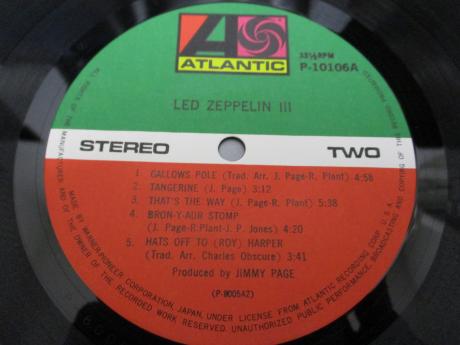 ATLANTIC
33⅓ RPM
P-10106A
LED ZEPPELIN III
STEREO TWO
1. GALLOWS POLE (Trad. Arr. J. Page-R. Plant) 4:58
2. TANGERINE (J. Page) 3:12
3. THAT'S THE WAY (J. Page-R. Plant) 5:38
4. BRON-Y-AUR STOMP
(J. Page-R.Plant-J. P. Jones) 4:20
5. HATS OFF TO (ROY) HARPER
(Trad. Arr. Charles Obscure) 3:41
Produced by JIMMY PAGE
(P-80054Z)
MADE BY WARNER-PIONEER CORPORATION, JAPAN, UNDER LICENSE FROM ATLANTIC RECORDING CORP. U.S.A.
ALL RIGHTS OF THE MANUFACTURER AND OF THE OWNER OF THE RECORDED WORK RESERVED. UNAUTHORIZED PUBLIC PERFORMANCE, BROADCASTING AND COPYING OF THIS RECORD PROHIBITED